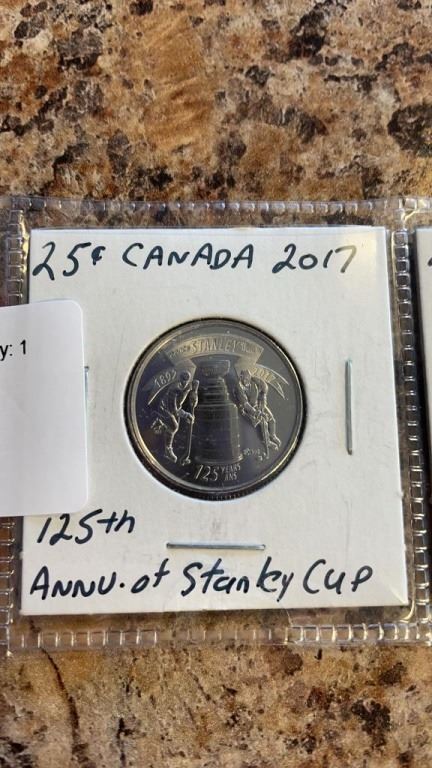 25¢ CANADA 2017
y: 1
STANLEY
1892 2017
125 YEARS
ANS
125th
ANNU. of Stanley Cup